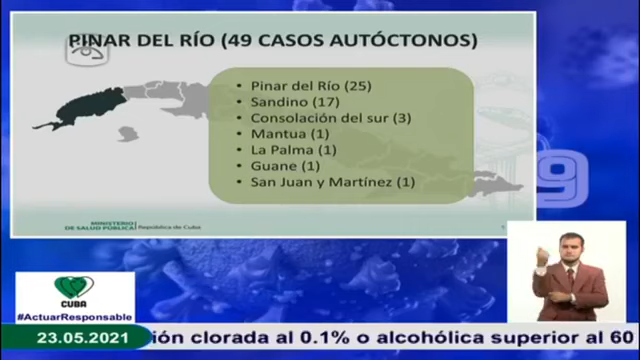 PINAR DEL RÍO (49 CASOS AUTÓCTONOS)
• Pinar del Río (25)
• Sandino (17)
• Consolación del sur (3)
• Mantua (1)
• La Palma (1)
• Guane (1)
• San Juan y Martínez (1)
MINISTERIO
DE SALUD PÚBLICA República de Cuba
9
CUBA
#ActuarResponsable
23.05.2021 ión clorada al 0.1% o alcohólica superior al 60